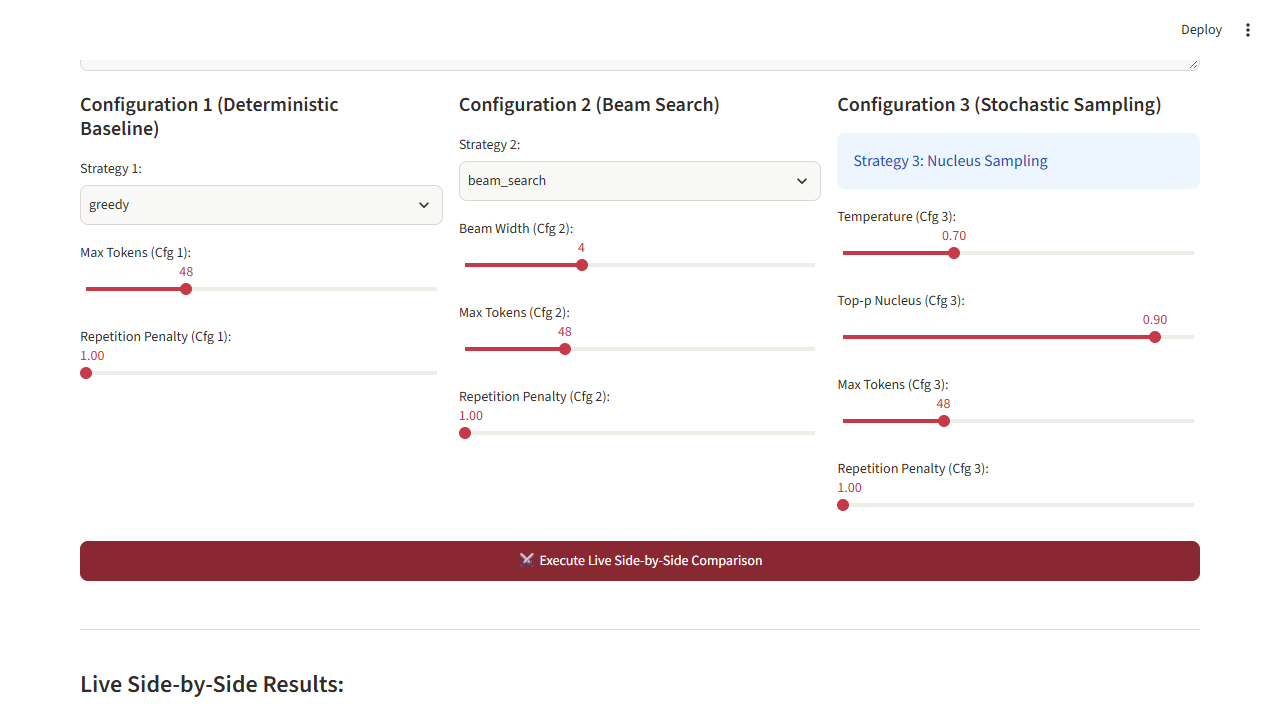 Deploy
Configuration 1 (Deterministic
Baseline)
Strategy 1:
greedy
Max Tokens (Cfg 1):
48
Repetition Penalty (Cfg 1):
1.00
Configuration 2 (Beam Search)
Strategy 2:
beam_search
Beam Width (Cfg 2):
4
Max Tokens (Cfg 2):
48
Repetition Penalty (Cfg 2):
1.00
Configuration 3 (Stochastic Sampling)
Strategy 3: Nucleus Sampling
Temperature (Cfg 3):
0.70
Top-p Nucleus (Cfg 3):
0.90
Max Tokens (Cfg 3):
48
Repetition Penalty (Cfg 3):
1.00
⚔️ Execute Live Side-by-Side Comparison
Live Side-by-Side Results: